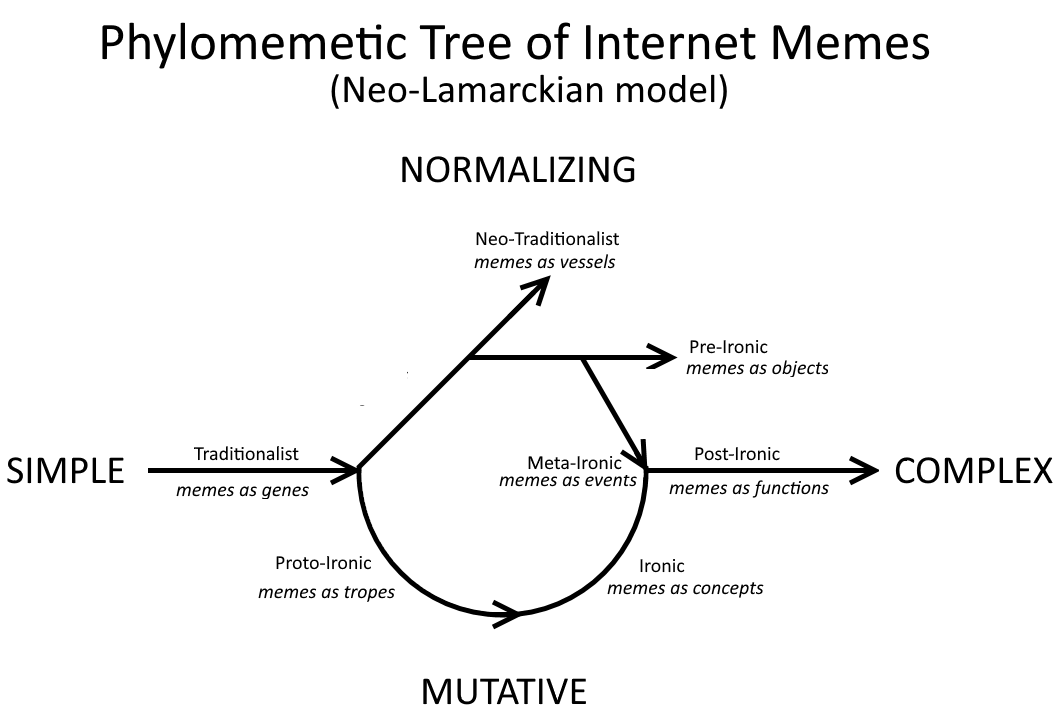 Phylomemetic Tree of Internet Memes
(Neo-Lamarckian model)
NORMALIZING
Neo-Traditionalist
memes as vessels
Pre-Ironic
memes as objects
SIMPLE
Traditionalist
memes as genes
Meta-Ironic
memes as events
Post-Ironic
memes as functions
COMPLEX
Proto-Ironic
memes as tropes
Ironic
memes as concepts
MUTATIVE